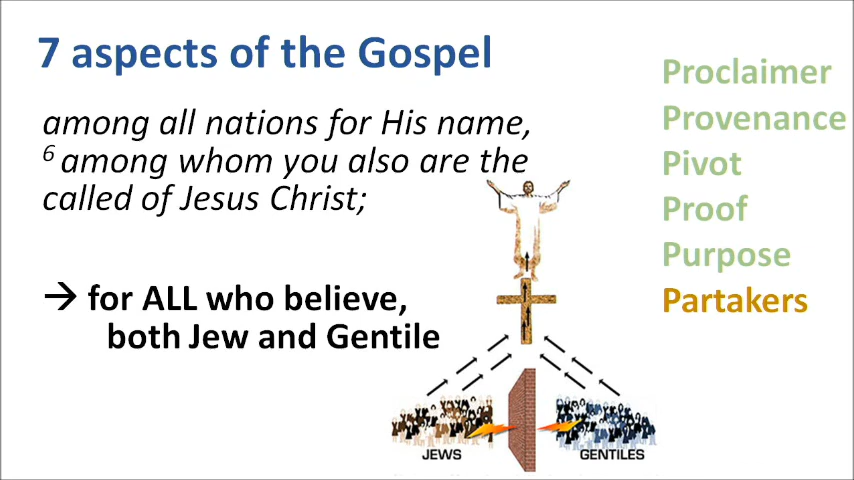 7 aspects of the Gospel
among all nations for His name,
6 among whom you also are the
called of Jesus Christ;
→ for ALL who believe,
both Jew and Gentile
Proclaimer
Provenance
Pivot
Proof
Purpose
Partakers
JEWS
GENTILES